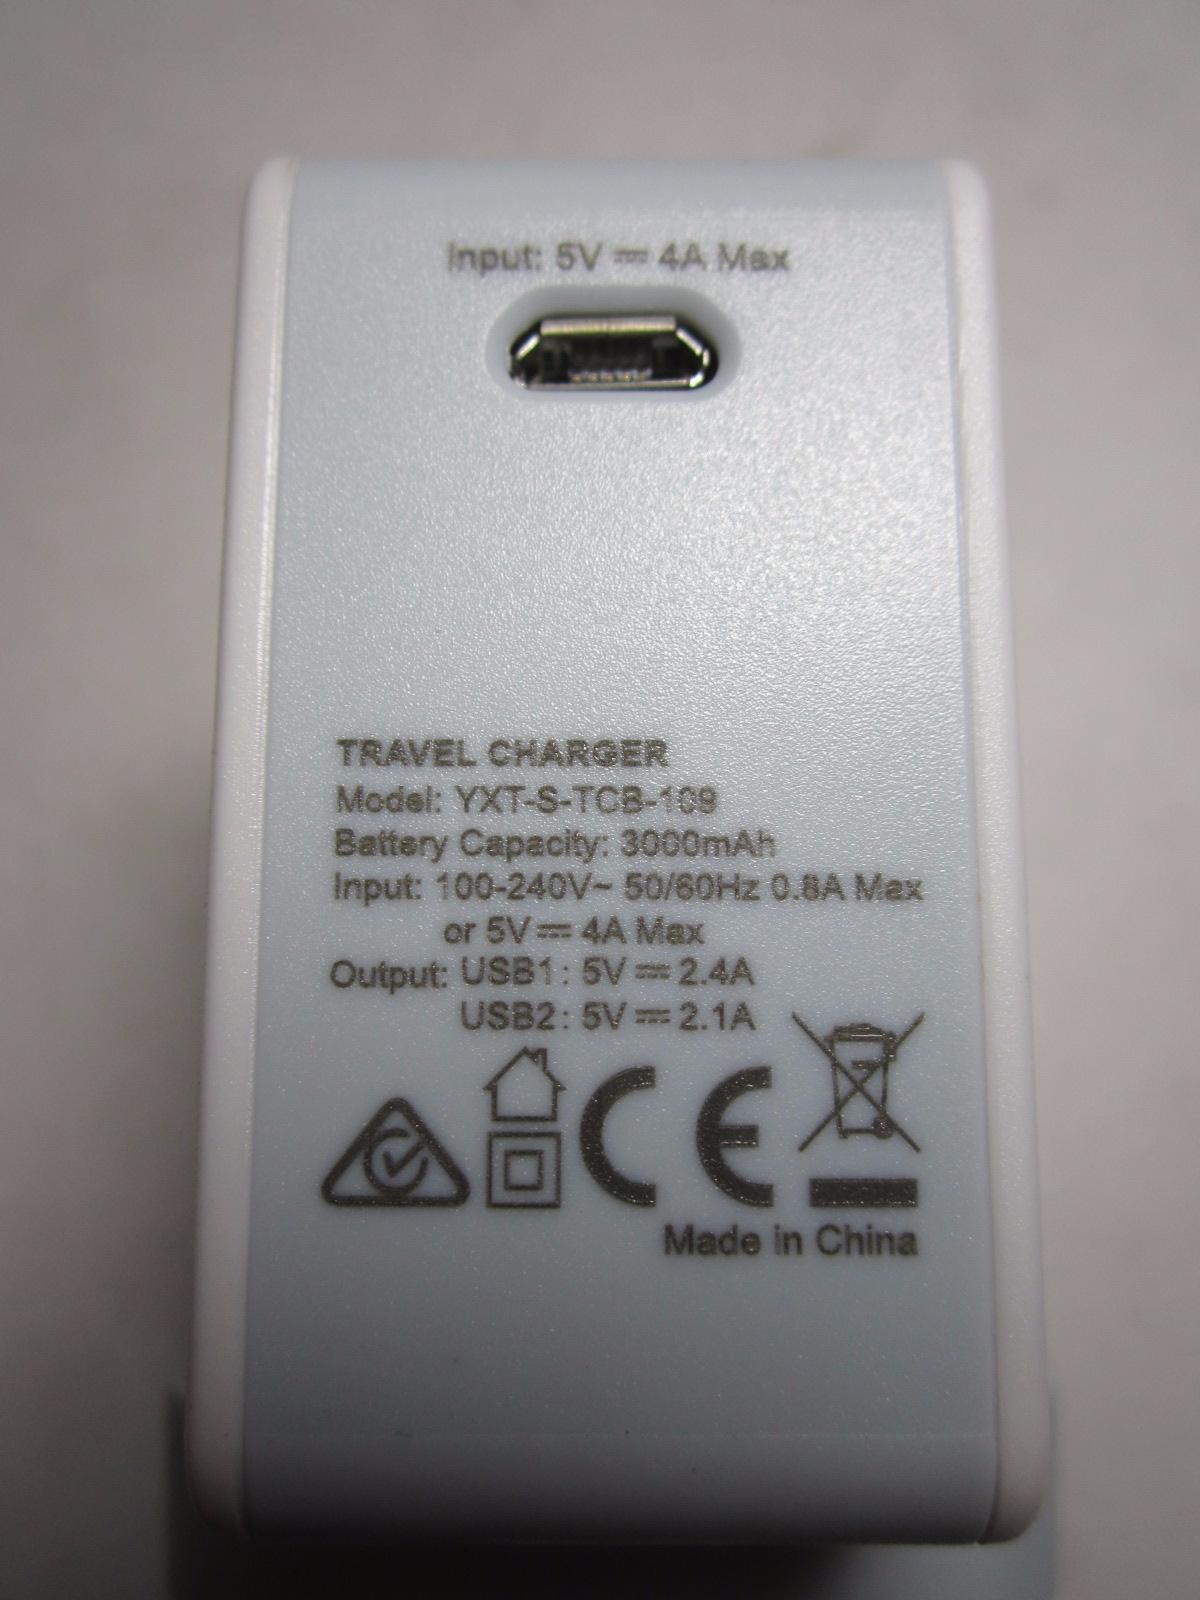 Input: 5V ⎓ 4A Max
TRAVEL CHARGER
Model: YXT-S-TCB-109
Battery Capacity: 3000mAh
Input: 100-240V~ 50/60Hz 0.8A Max
or 5V ⎓ 4A Max
Output: USB1: 5V ⎓ 2.4A
USB2: 5V ⎓ 2.1A
CE
Made in China